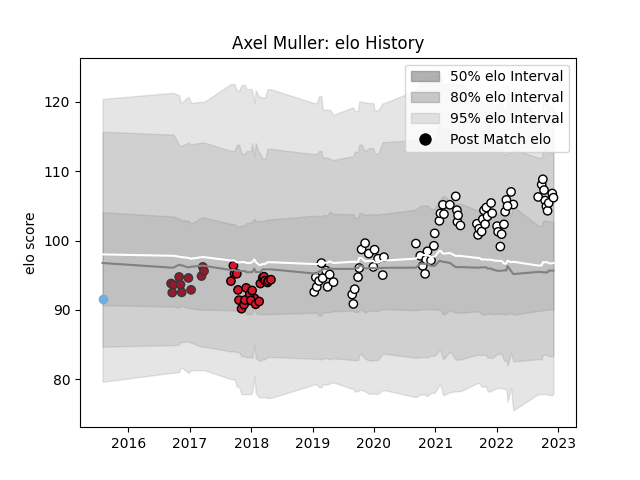 Axel Muller: elo History
50% elo Interval
80% elo Interval
95% elo Interval
Post Match elo
elo score
120
110
100
90
80
2016 2017 2018 2019 2020 2021 2022 2023